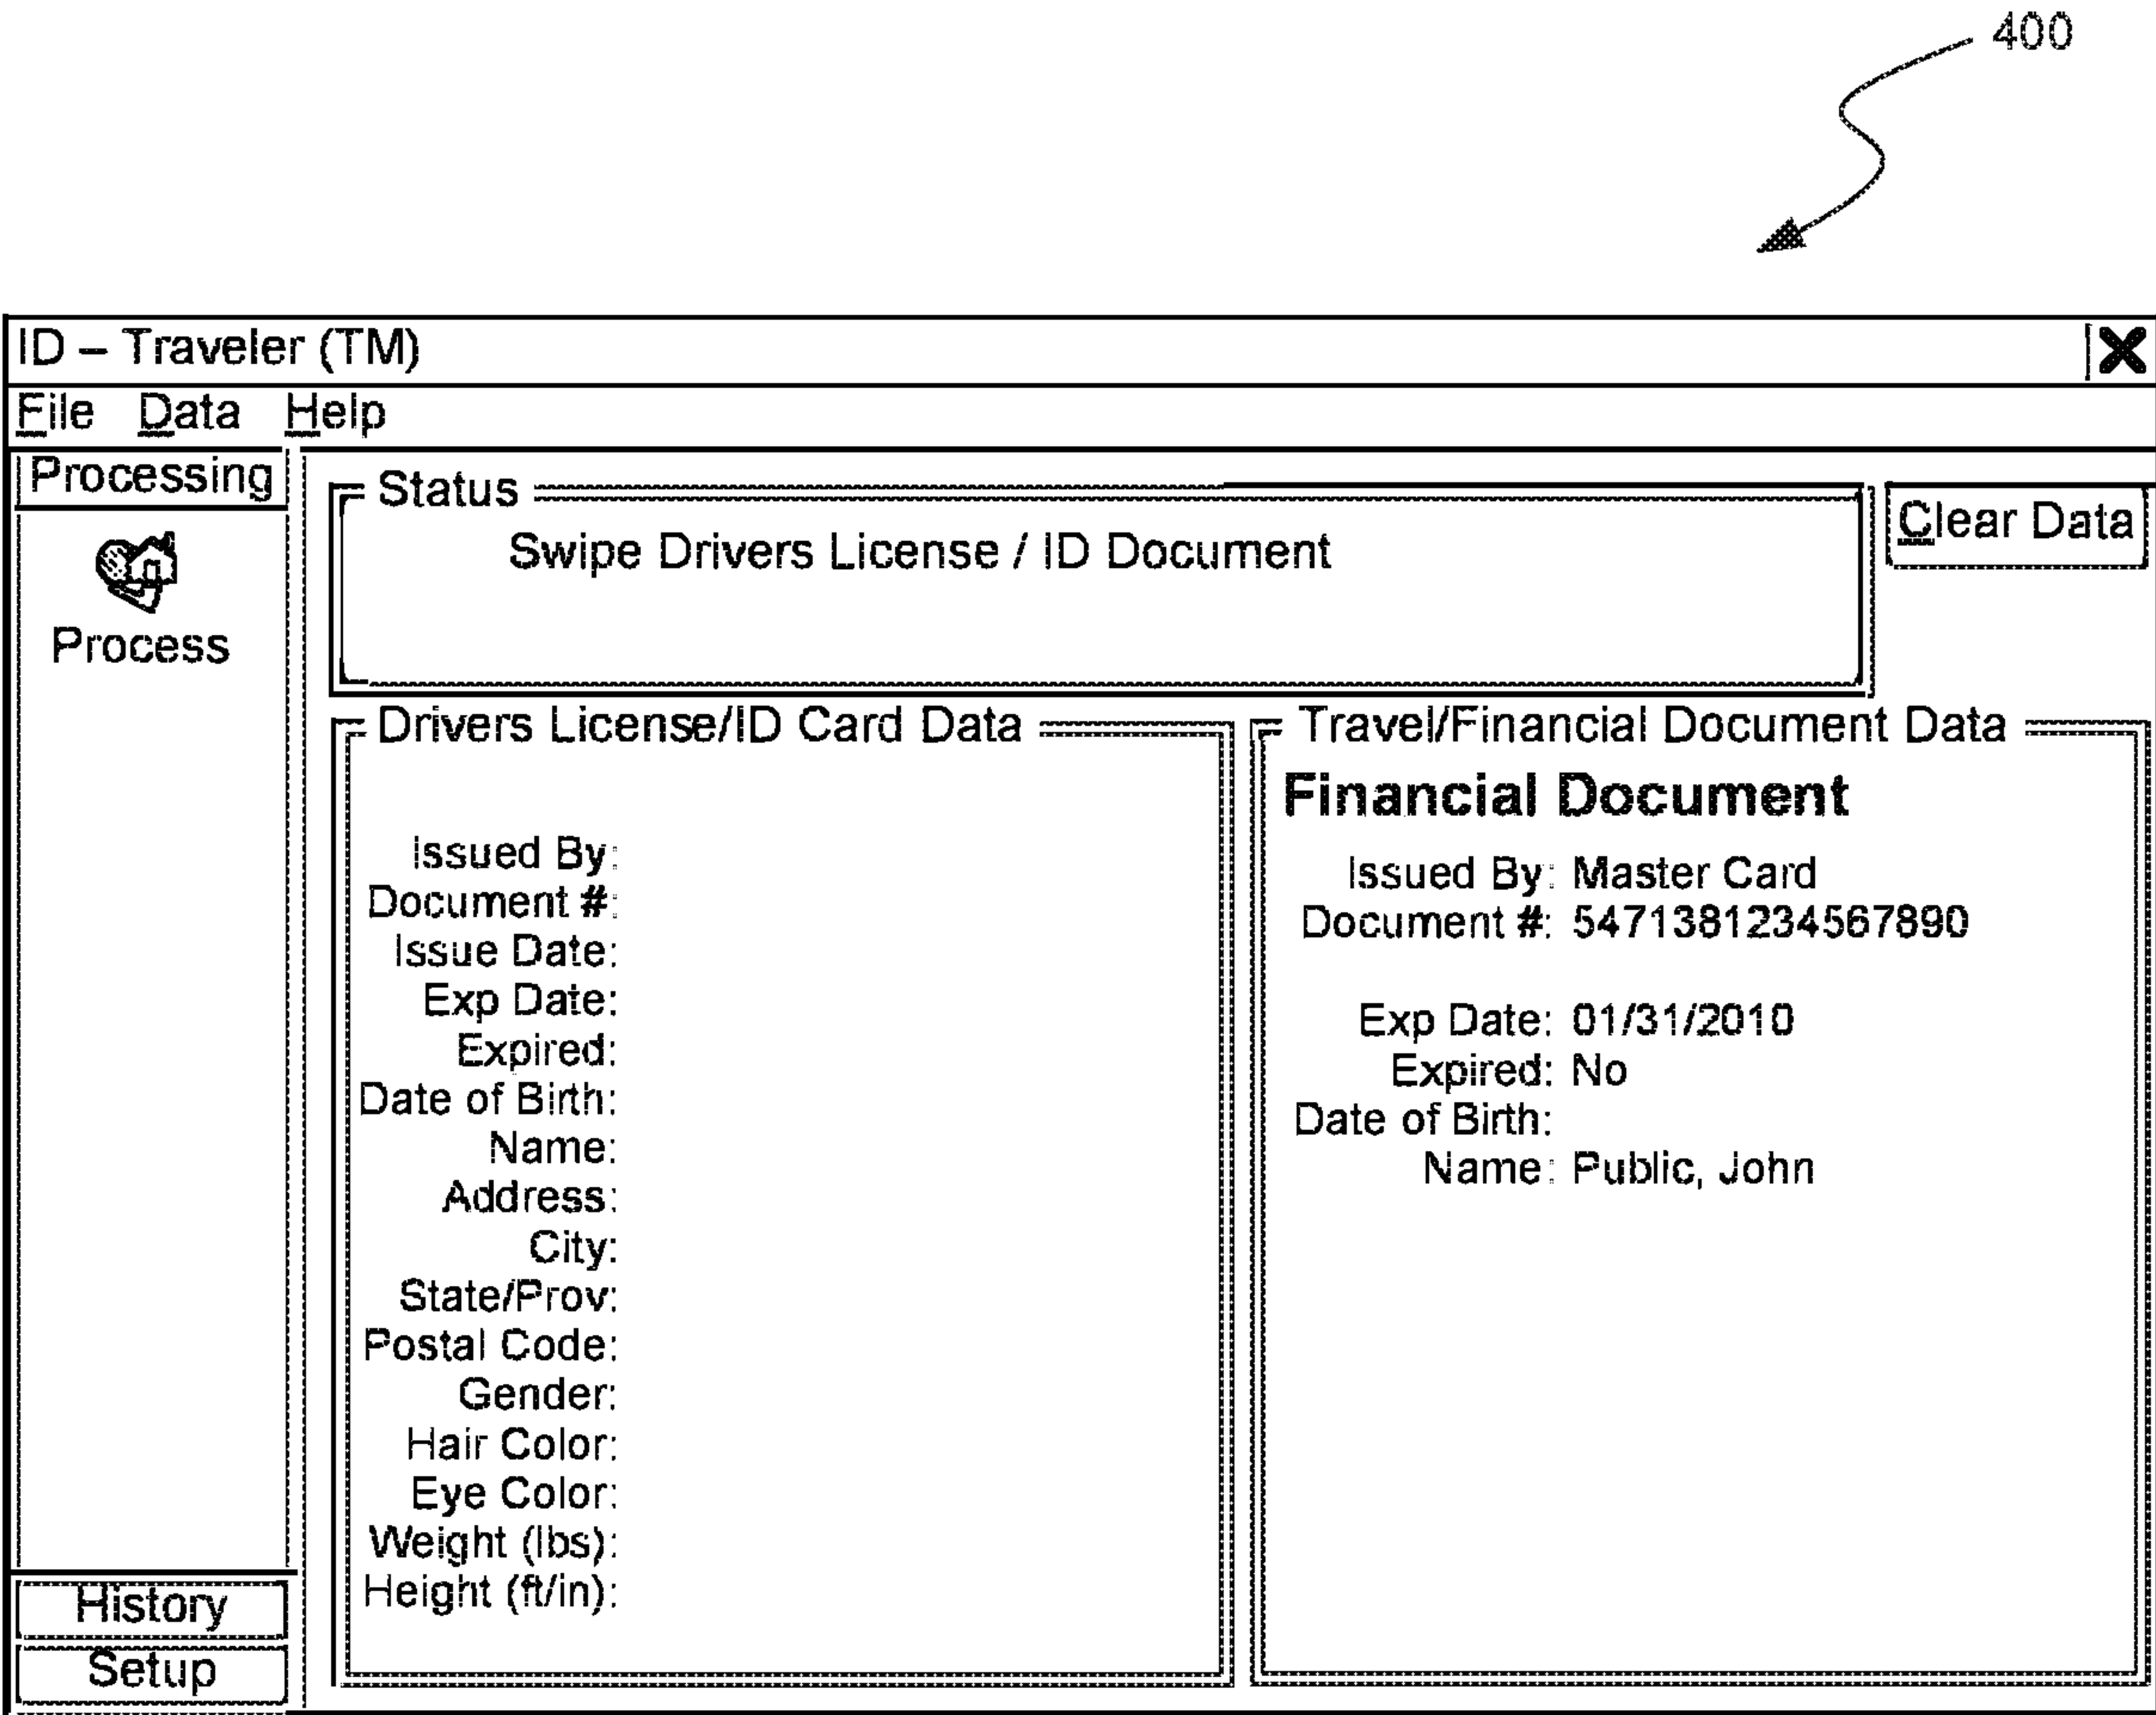 400
ID – Traveler (TM)
File Data Help
Processing
Process
History
Setup
Status
Swipe Drivers License / ID Document
Clear Data
Drivers License/ID Card Data
Issued By:
Document #:
Issue Date:
Exp Date:
Expired:
Date of Birth:
Name:
Address:
City:
State/Prov:
Postal Code:
Gender:
Hair Color:
Eye Color:
Weight (lbs):
Height (ft/in):
Travel/Financial Document Data
Financial Document
Issued By: Master Card
Document #: 5471381234567890
Exp Date: 01/31/2010
Expired: No
Date of Birth:
Name: Public, John